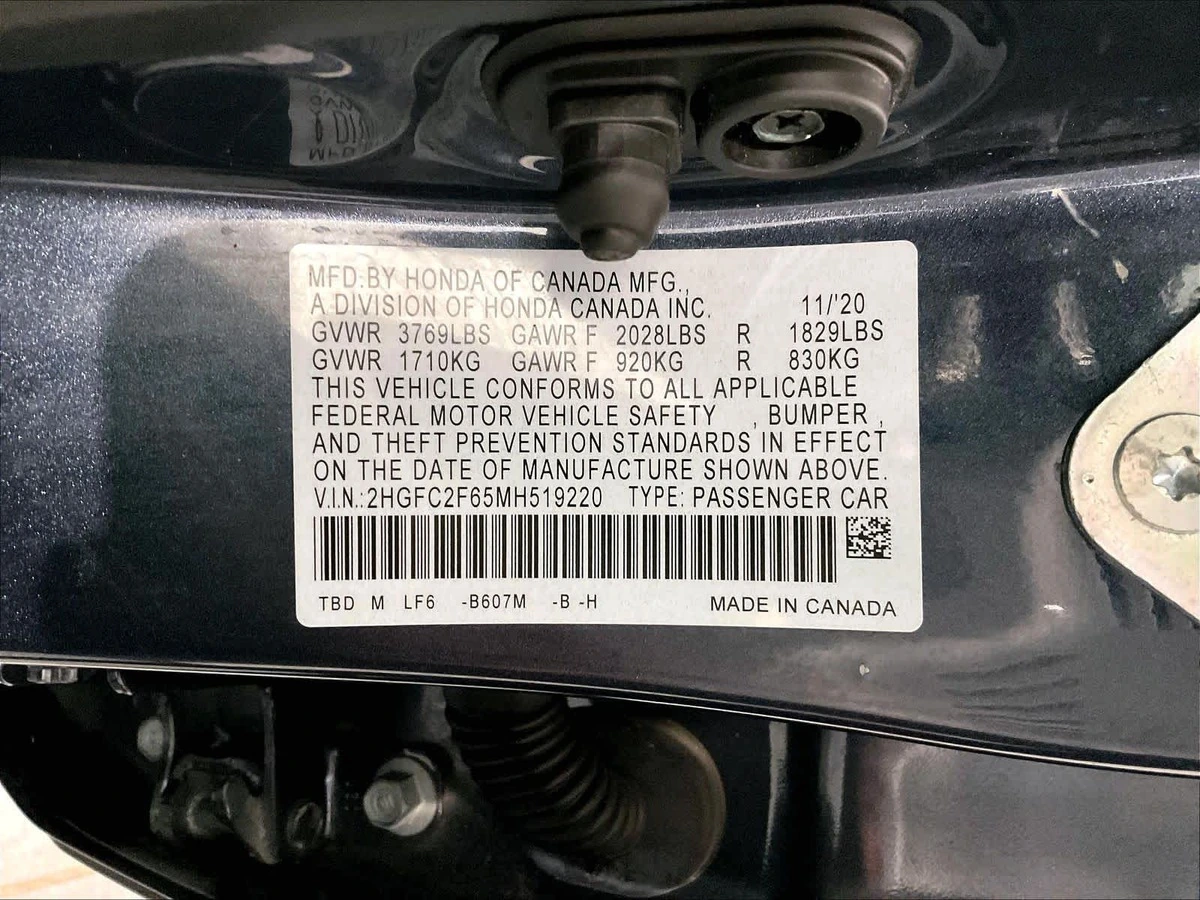 MFD.BY HONDA OF CANADA MFG.,
A DIVISION OF HONDA CANADA INC. 11/'20
GVWR 3769LBS GAWR F 2028LBS R 1829LBS
GVWR 1710KG GAWR F 920KG R 830KG
THIS VEHICLE CONFORMS TO ALL APPLICABLE
FEDERAL MOTOR VEHICLE SAFETY , BUMPER ,
AND THEFT PREVENTION STANDARDS IN EFFECT
ON THE DATE OF MANUFACTURE SHOWN ABOVE.
V.I.N.:2HGFC2F65MH519220 TYPE: PASSENGER CAR
TBD M LF6 -B607M -B -H MADE IN CANADA